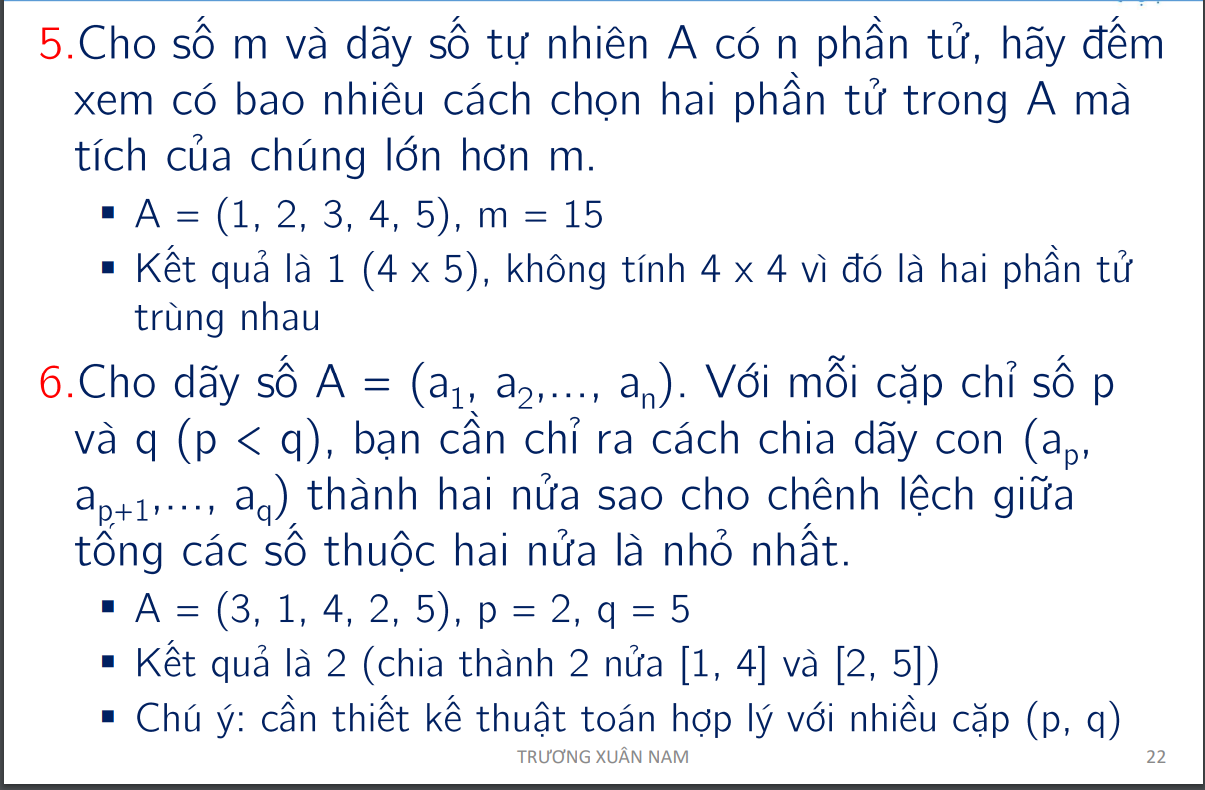 5.Cho số m và dãy số tự nhiên A có n phần tử, hãy đếm
xem có bao nhiêu cách chọn hai phần tử trong A mà
tích của chúng lớn hơn m.
▪ A = (1, 2, 3, 4, 5), m = 15
▪ Kết quả là 1 (4 x 5), không tính 4 x 4 vì đó là hai phần tử
trùng nhau
6.Cho dãy số A = (a₁, a₂,..., aₙ). Với mỗi cặp chỉ số p
và q (p < q), bạn cần chỉ ra cách chia dãy con (aₚ,
aₚ₊₁,..., a_q) thành hai nửa sao cho chênh lệch giữa
tổng các số thuộc hai nửa là nhỏ nhất.
▪ A = (3, 1, 4, 2, 5), p = 2, q = 5
▪ Kết quả là 2 (chia thành 2 nửa [1, 4] và [2, 5])
▪ Chú ý: cần thiết kế thuật toán hợp lý với nhiều cặp (p, q)
TRƯƠNG XUÂN NAM
22